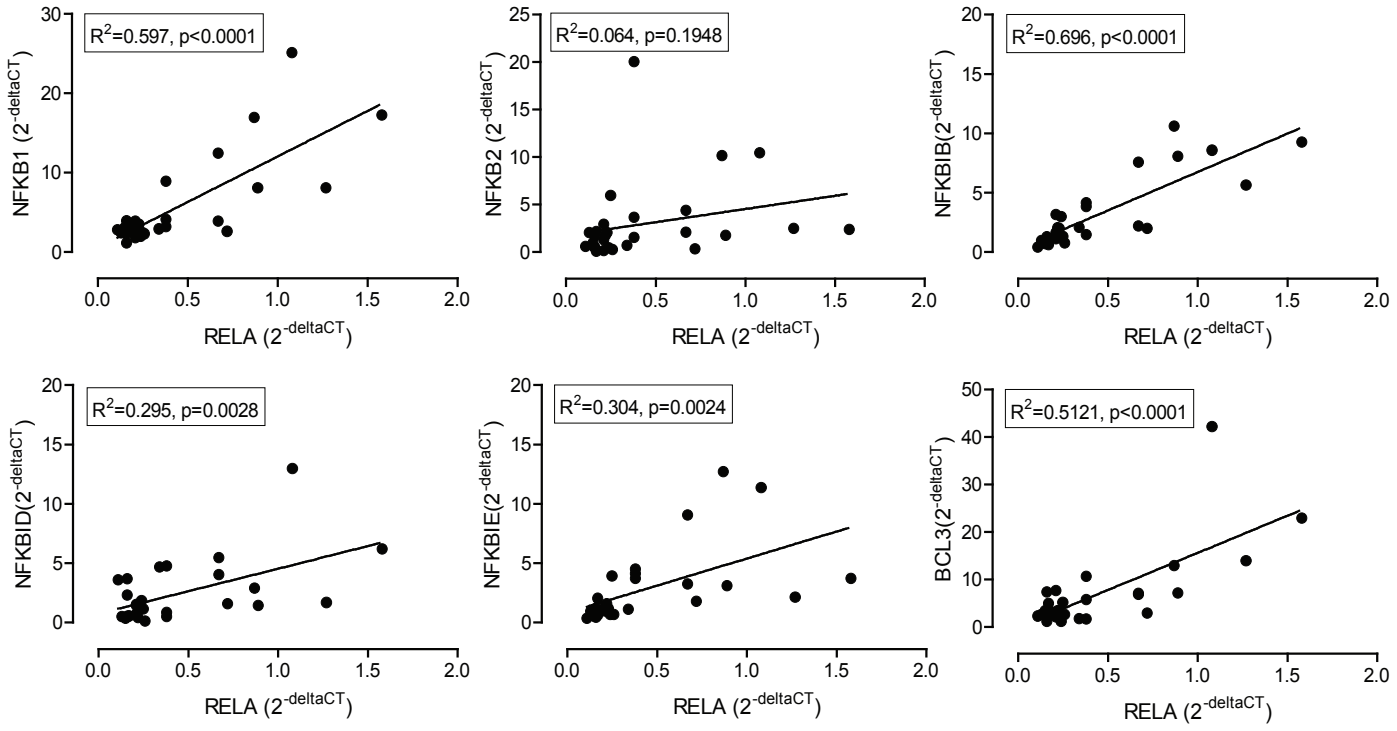 R²=0.597, p<0.0001
NFKB1 (2^-deltaCT)
30
20
10
0
0.0 0.5 1.0 1.5 2.0
RELA (2^-deltaCT)
R²=0.064, p=0.1948
NFKB2 (2^-deltaCT)
25
20
15
10
5
0
0.0 0.5 1.0 1.5 2.0
RELA (2^-deltaCT)
R²=0.696, p<0.0001
NFKBIB(2^-deltaCT)
20
15
10
5
0
0.0 0.5 1.0 1.5 2.0
RELA (2^-deltaCT)
R²=0.295, p=0.0028
NFKBID(2^-deltaCT)
20
15
10
5
0
0.0 0.5 1.0 1.5 2.0
RELA (2^-deltaCT)
R²=0.304, p=0.0024
NFKBIE(2^-deltaCT)
20
15
10
5
0
0.0 0.5 1.0 1.5 2.0
RELA (2^-deltaCT)
R²=0.5121, p<0.0001
BCL3(2^-deltaCT)
50
40
30
20
10
0
0.0 0.5 1.0 1.5 2.0
RELA (2^-deltaCT)